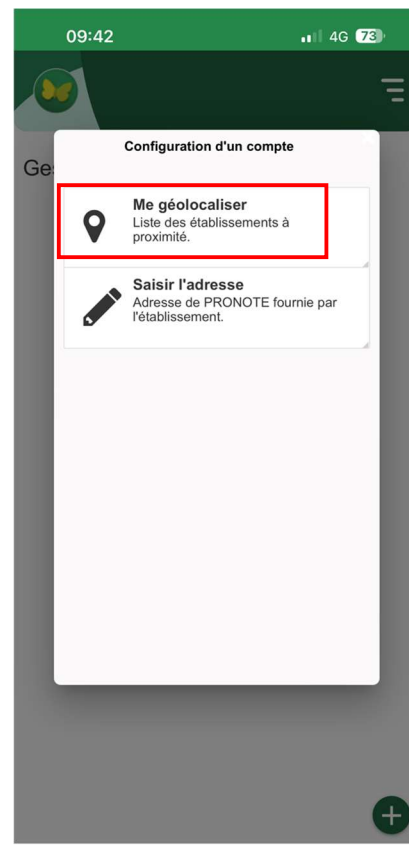 09:42 4G 73
Configuration d'un compte
Ges
Me géolocaliser
Liste des établissements à
proximité.
Saisir l'adresse
Adresse de PRONOTE fournie par
l'établissement.